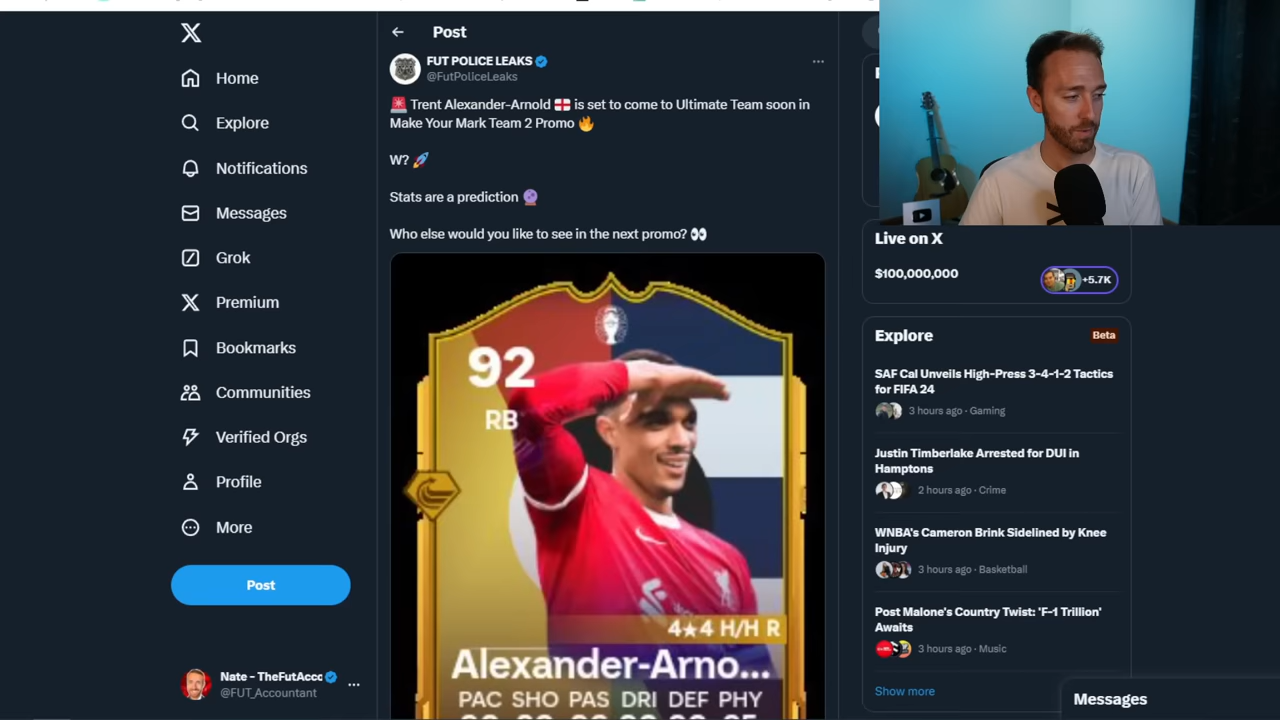 Home
Explore
Notifications
Messages
Grok
Premium
Bookmarks
Communities
Verified Orgs
Profile
More
Post
Nate - TheFutAcc
@FUT_Accountant
Post
FUT POLICE LEAKS
@FutPoliceLeaks
🚨 Trent Alexander-Arnold 🏴󠁧󠁢󠁥󠁮󠁧󠁿 is set to come to Ultimate Team soon in
Make Your Mark Team 2 Promo 🔥
W? 🚀
Stats are a prediction 🔮
Who else would you like to see in the next promo? 👀
92
RB
4★4 H/H R
Alexander-Arno...
PAC SHO PAS DRI DEF PHY
Live on X
$100,000,000
+5.7K
Explore
Beta
SAF Cal Unveils High-Press 3-4-1-2 Tactics
for FIFA 24
3 hours ago · Gaming
Justin Timberlake Arrested for DUI in
Hamptons
2 hours ago · Crime
WNBA's Cameron Brink Sidelined by Knee
Injury
3 hours ago · Basketball
Post Malone's Country Twist: 'F-1 Trillion'
Awaits
3 hours ago · Music
Show more
Messages